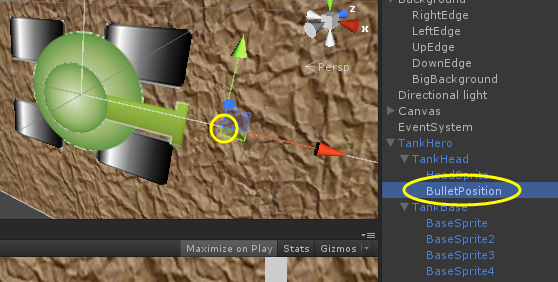 Background
RightEdge
LeftEdge
UpEdge
DownEdge
BigBackground
Directional light
Canvas
EventSystem
TankHero
TankHead
HeadSprite
BulletPosition
TankBase
BaseSprite
BaseSprite2
BaseSprite3
BaseSprite4
z
x
< Persp
Maximize on Play
Stats
Gizmos